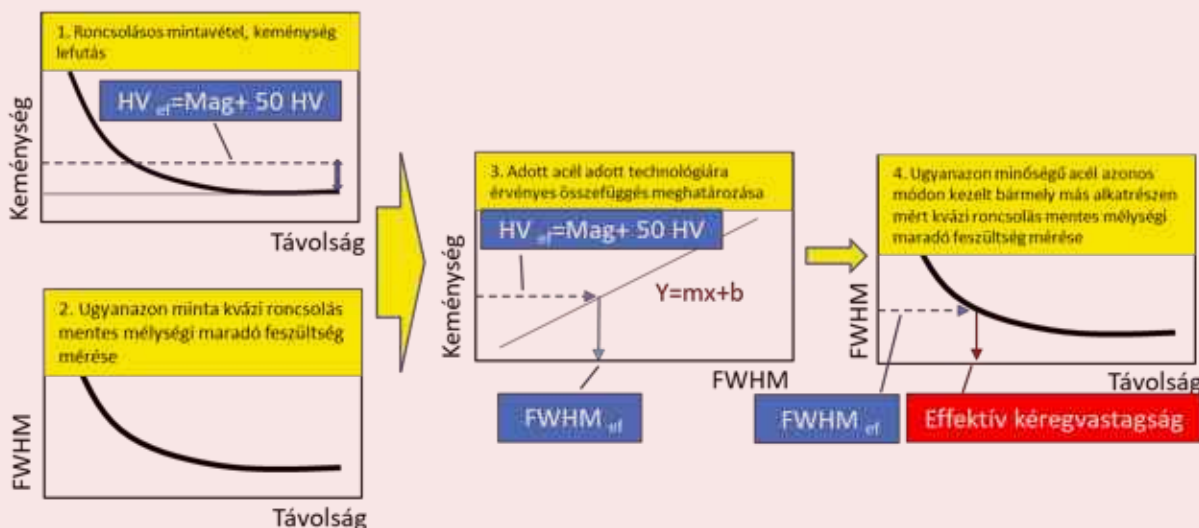 1. Roncsolásos mintavétel, keménység
lefutás
HV ef=Mag+ 50 HV
Keménység
Távolság
2. Ugyanazon minta kvázi roncsolás
mentes mélységi maradó feszültség
mérése
FWHM
Távolság
3. Adott acél adott technológiára
érvényes összefüggés meghatározása
HV ef=Mag+ 50 HV
Y=mx+b
Keménység
FWHM
FWHM ef
4. Ugyanazon minőségű acél azonos
módon kezelt bármely más alkatrészen
mért kvázi roncsolás mentes mélységi
maradó feszültség mérése
FWHM
Távolság
FWHM ef
Effektív kéregvastagság